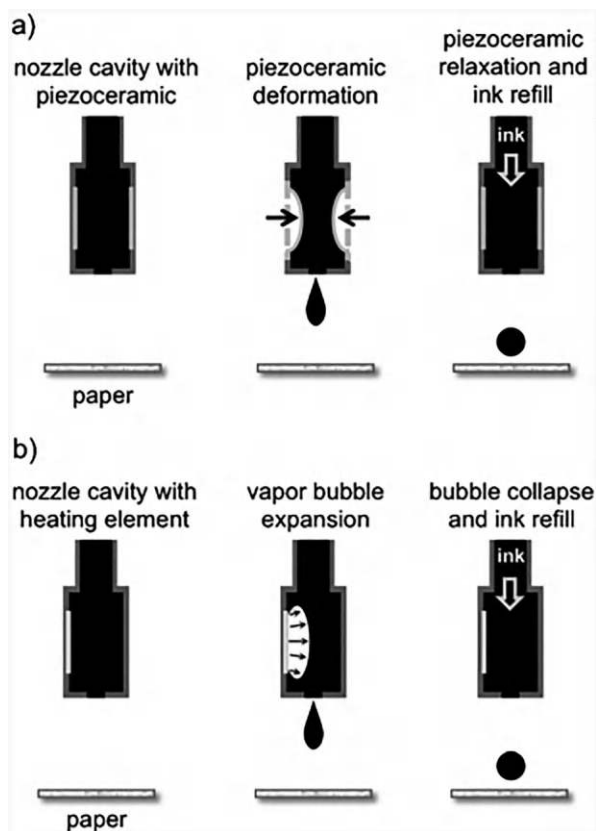 a)
nozzle cavity with
piezoceramic
piezoceramic
deformation
piezoceramic
relaxation and
ink refill
ink
paper
b)
nozzle cavity with
heating element
vapor bubble
expansion
bubble collapse
and ink refill
ink
paper